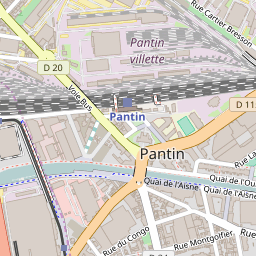 Rue Cartier Bresson
Pantin
villette
D 20
Voie Bus
Pantin
D 11
Pantin
Rue La
Quai de l'Aisne
Quai de l'Ou
Quai de l'Aisne
Rue du Congo
Rue Montgolfier